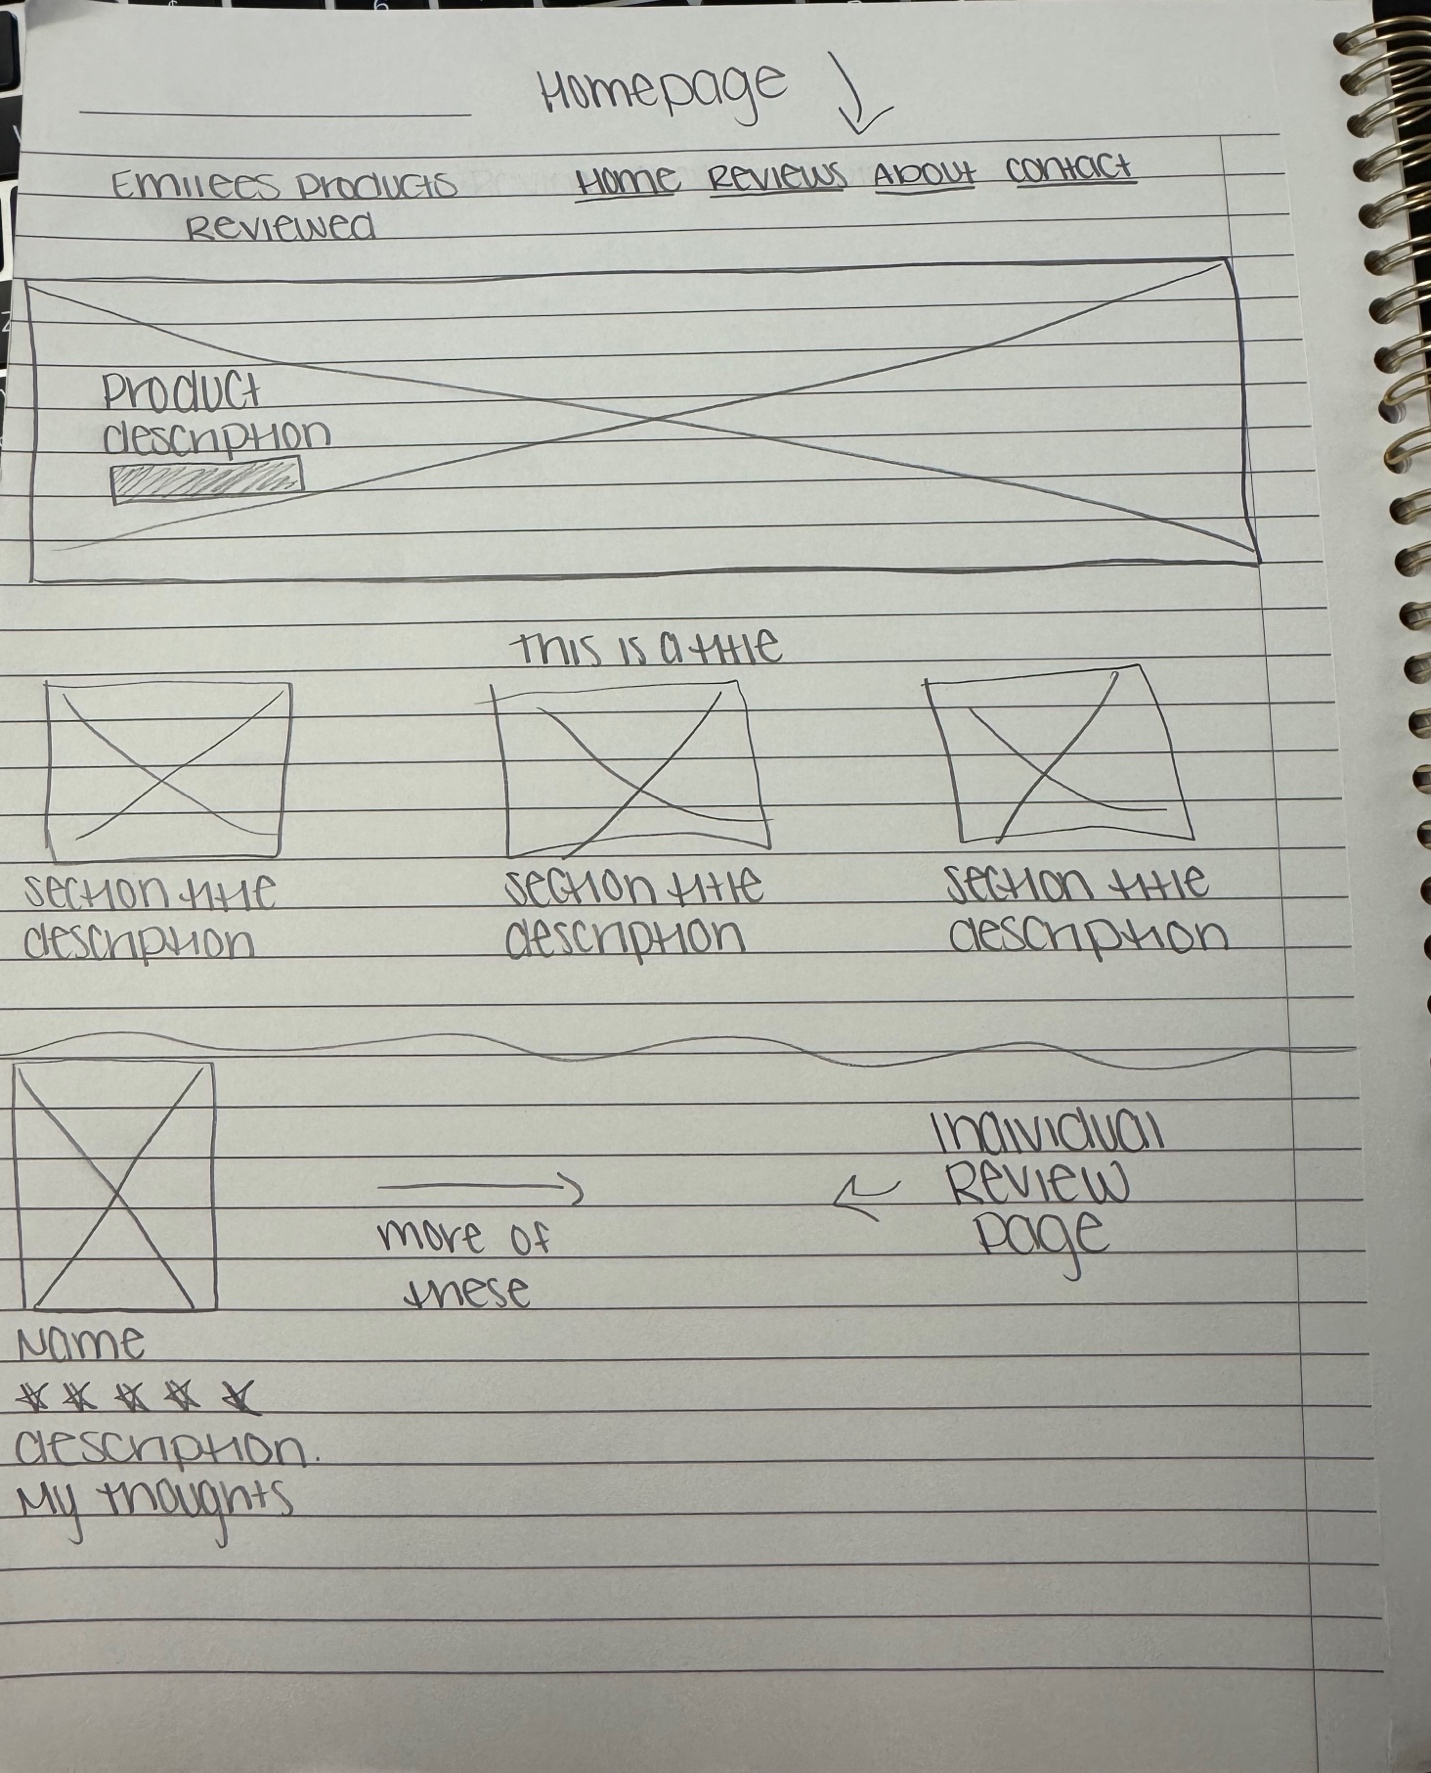 Homepage
Emilees Products Home Reviews About Contact
Reviewed
Product
description
This is a title
section title section title section title
description description description
Individual
Review
page
more of
these
Name
description.
My thoughts